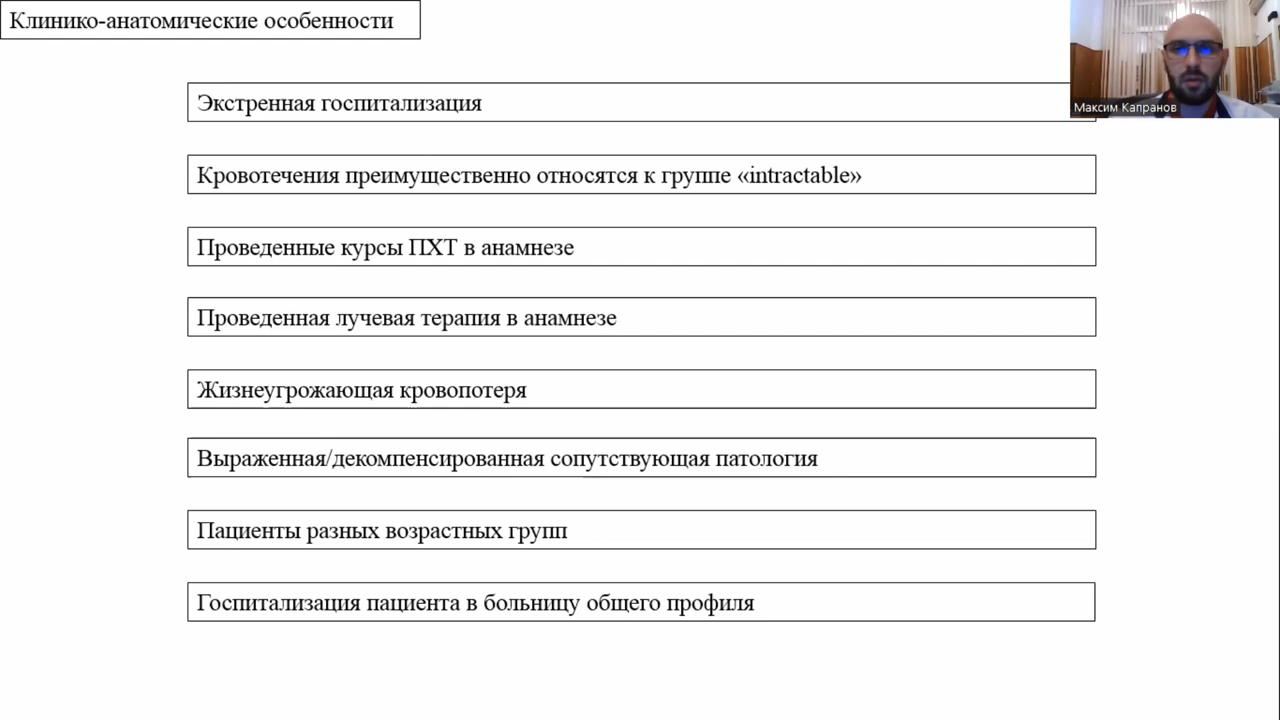 Клинико-анатомические особенности
Максим Капранов
Экстренная госпитализация
Кровотечения преимущественно относятся к группе «intractable»
Проведенные курсы ПХТ в анамнезе
Проведенная лучевая терапия в анамнезе
Жизнеугрожающая кровопотеря
Выраженная/декомпенсированная сопутствующая патология
Пациенты разных возрастных групп
Госпитализация пациента в больницу общего профиля